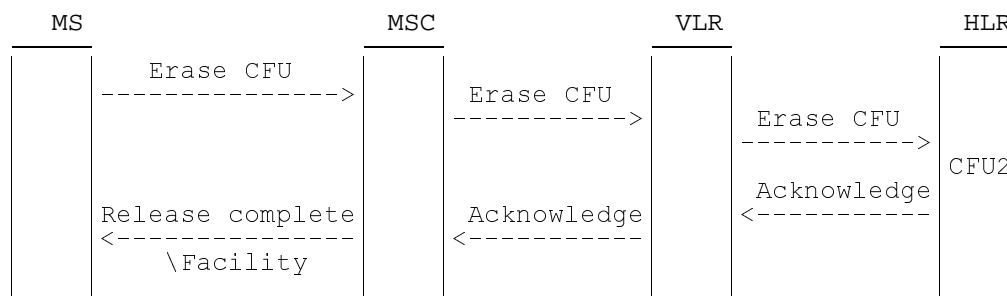 MS MSC VLR HLR
Erase CFU
--------------->
Erase CFU
----------->
Erase CFU
----------->
CFU2
Acknowledge
<-----------
Release complete
<---------------
\Facility
Acknowledge
<-----------